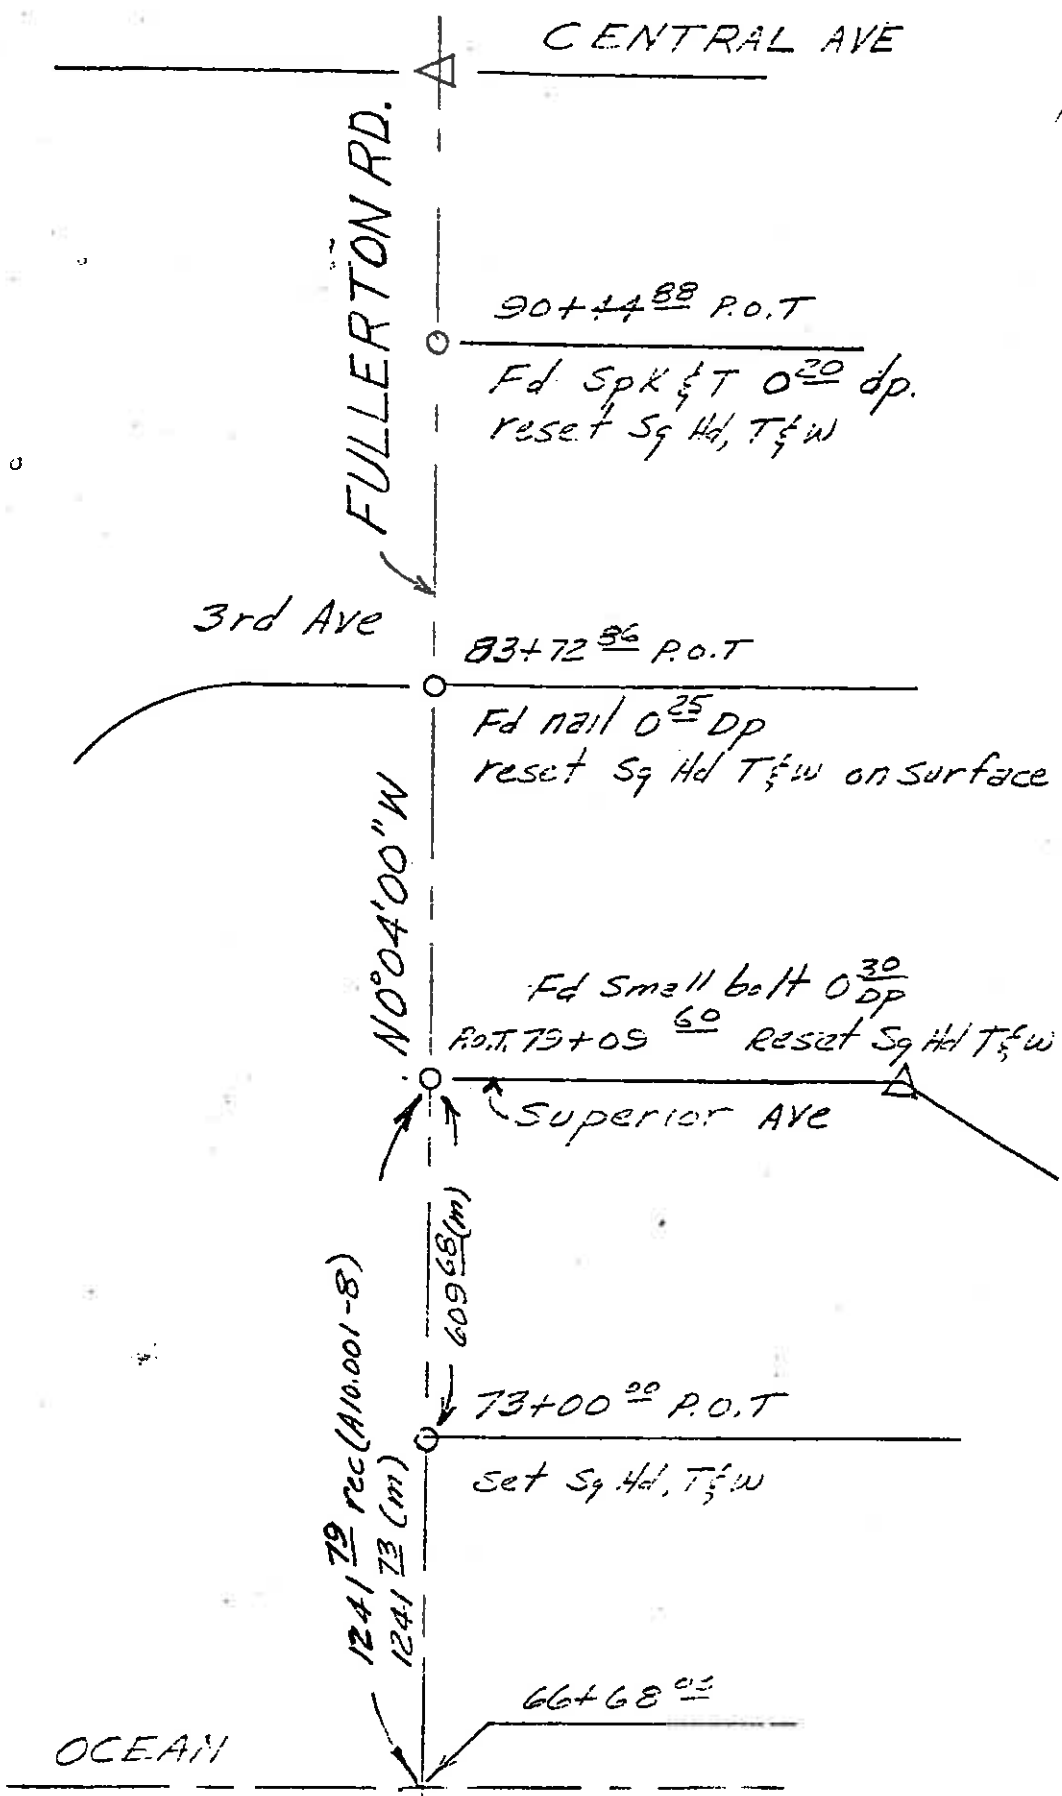 CENTRAL AVE
FULLERTON RD.
90+44 88 P.O.T
Fd Spk & T 0 20 dp.
reset Sq Hd, T & W
3rd Ave
83+72 36 P.O.T
Fd nail 0 25 Dp
reset Sq Hd T & W on surface
N0°04'00"W
Fd Small bolt 0 30 DP
P.O.T. 79+09 60 Reset Sq Hd T & W
Superior AVE
609 68 (m)
1241 79 rec (A10.001-8)
1241 73 (m)
73+00 00 P.O.T
set Sq Hd, T & W
66+68
OCEAN